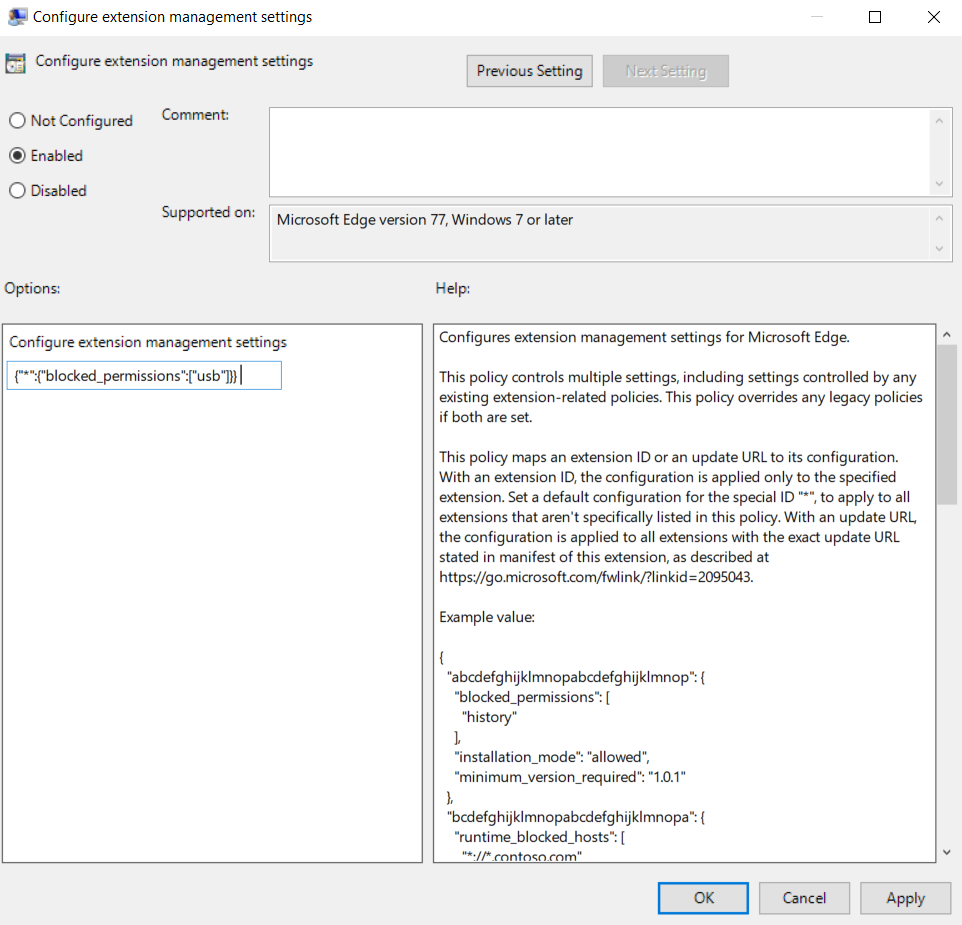 Configure extension management settings
Configure extension management settings
Previous Setting
Next Setting
Not Configured
Enabled
Disabled
Comment:
Supported on:
Microsoft Edge version 77, Windows 7 or later
Options:
Help:
Configure extension management settings
{"*":{"blocked_permissions":["usb"]}}
Configures extension management settings for Microsoft Edge.
This policy controls multiple settings, including settings controlled by any
existing extension-related policies. This policy overrides any legacy policies
if both are set.
This policy maps an extension ID or an update URL to its configuration.
With an extension ID, the configuration is applied only to the specified
extension. Set a default configuration for the special ID "*", to apply to all
extensions that aren't specifically listed in this policy. With an update URL,
the configuration is applied to all extensions with the exact update URL
stated in manifest of this extension, as described at
https://go.microsoft.com/fwlink/?linkid=2095043.
Example value:
{
"abcdefghijklmnopabcdefghijklmnop": {
"blocked_permissions": [
"history"
],
"installation_mode": "allowed",
"minimum_version_required": "1.0.1"
},
"bcdefghijklmnopabcdefghijklmnopa": {
"runtime_blocked_hosts": [
"*://*.contoso.com"
OK
Cancel
Apply